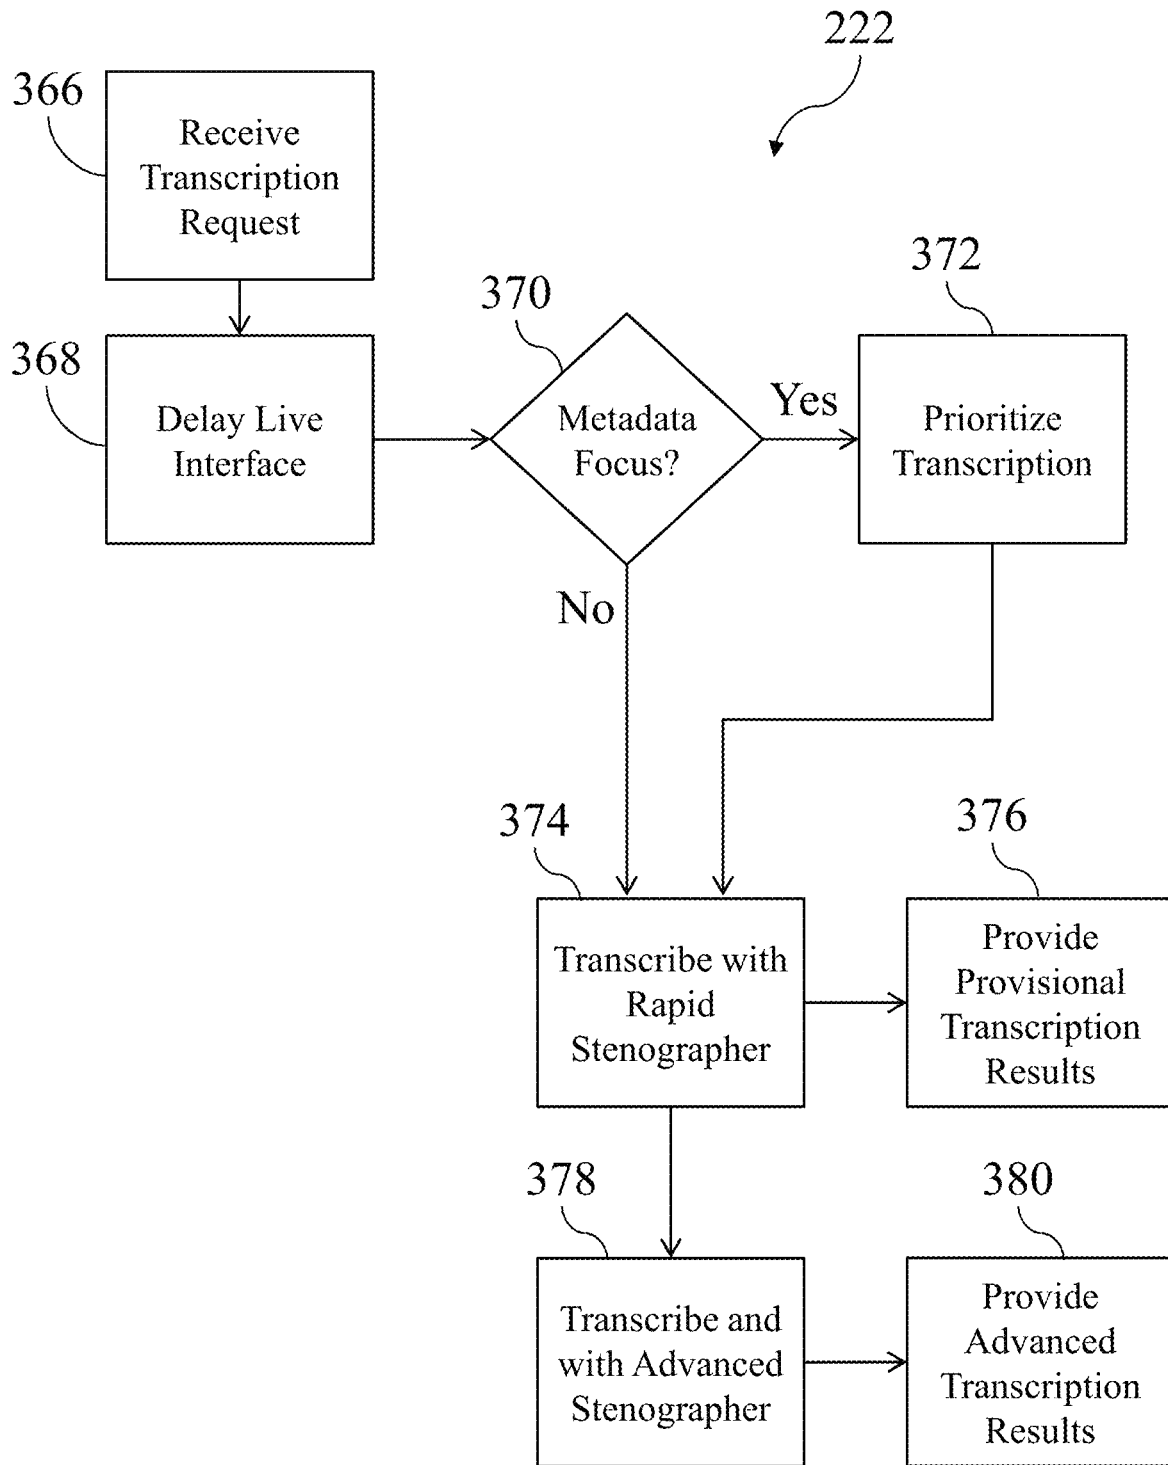 222
366
Receive
Transcription
Request
368
Delay Live
Interface
370
Metadata
Focus?
Yes
No
372
Prioritize
Transcription
374
Transcribe with
Rapid
Stenographer
376
Provide
Provisional
Transcription
Results
378
Transcribe and
with Advanced
Stenographer
380
Provide
Advanced
Transcription
Results